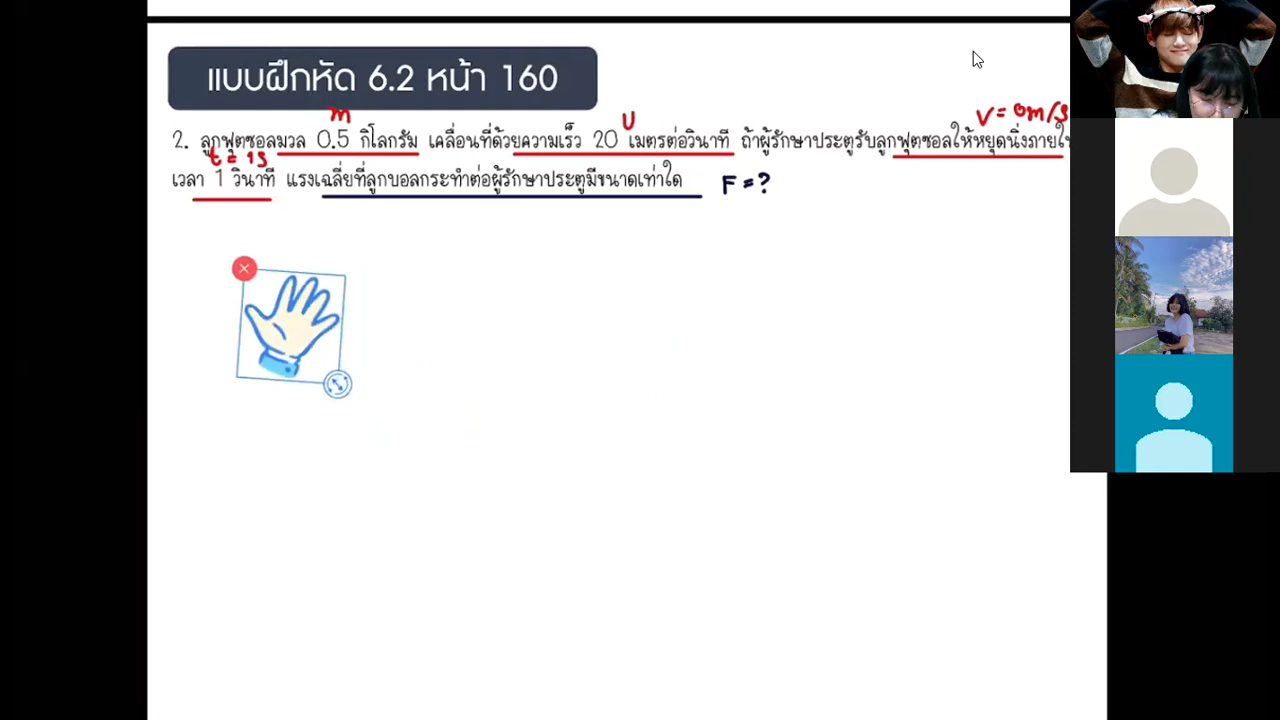 แบบฝึกหัด 6.2 หน้า 160
m
u
v = 0m/s
2. ลูกฟุตซอลมวล 0.5 กิโลกรัม เคลื่อนที่ด้วยความเร็ว 20 เมตรต่อวินาที ถ้าผู้รักษาประตูรับลูกฟุตซอลให้หยุดนิ่งภายใ
t = 1s
เวลา 1 วินาที แรงเฉลี่ยที่ลูกบอลกระทำต่อผู้รักษาประตูมีขนาดเท่าใด F = ?